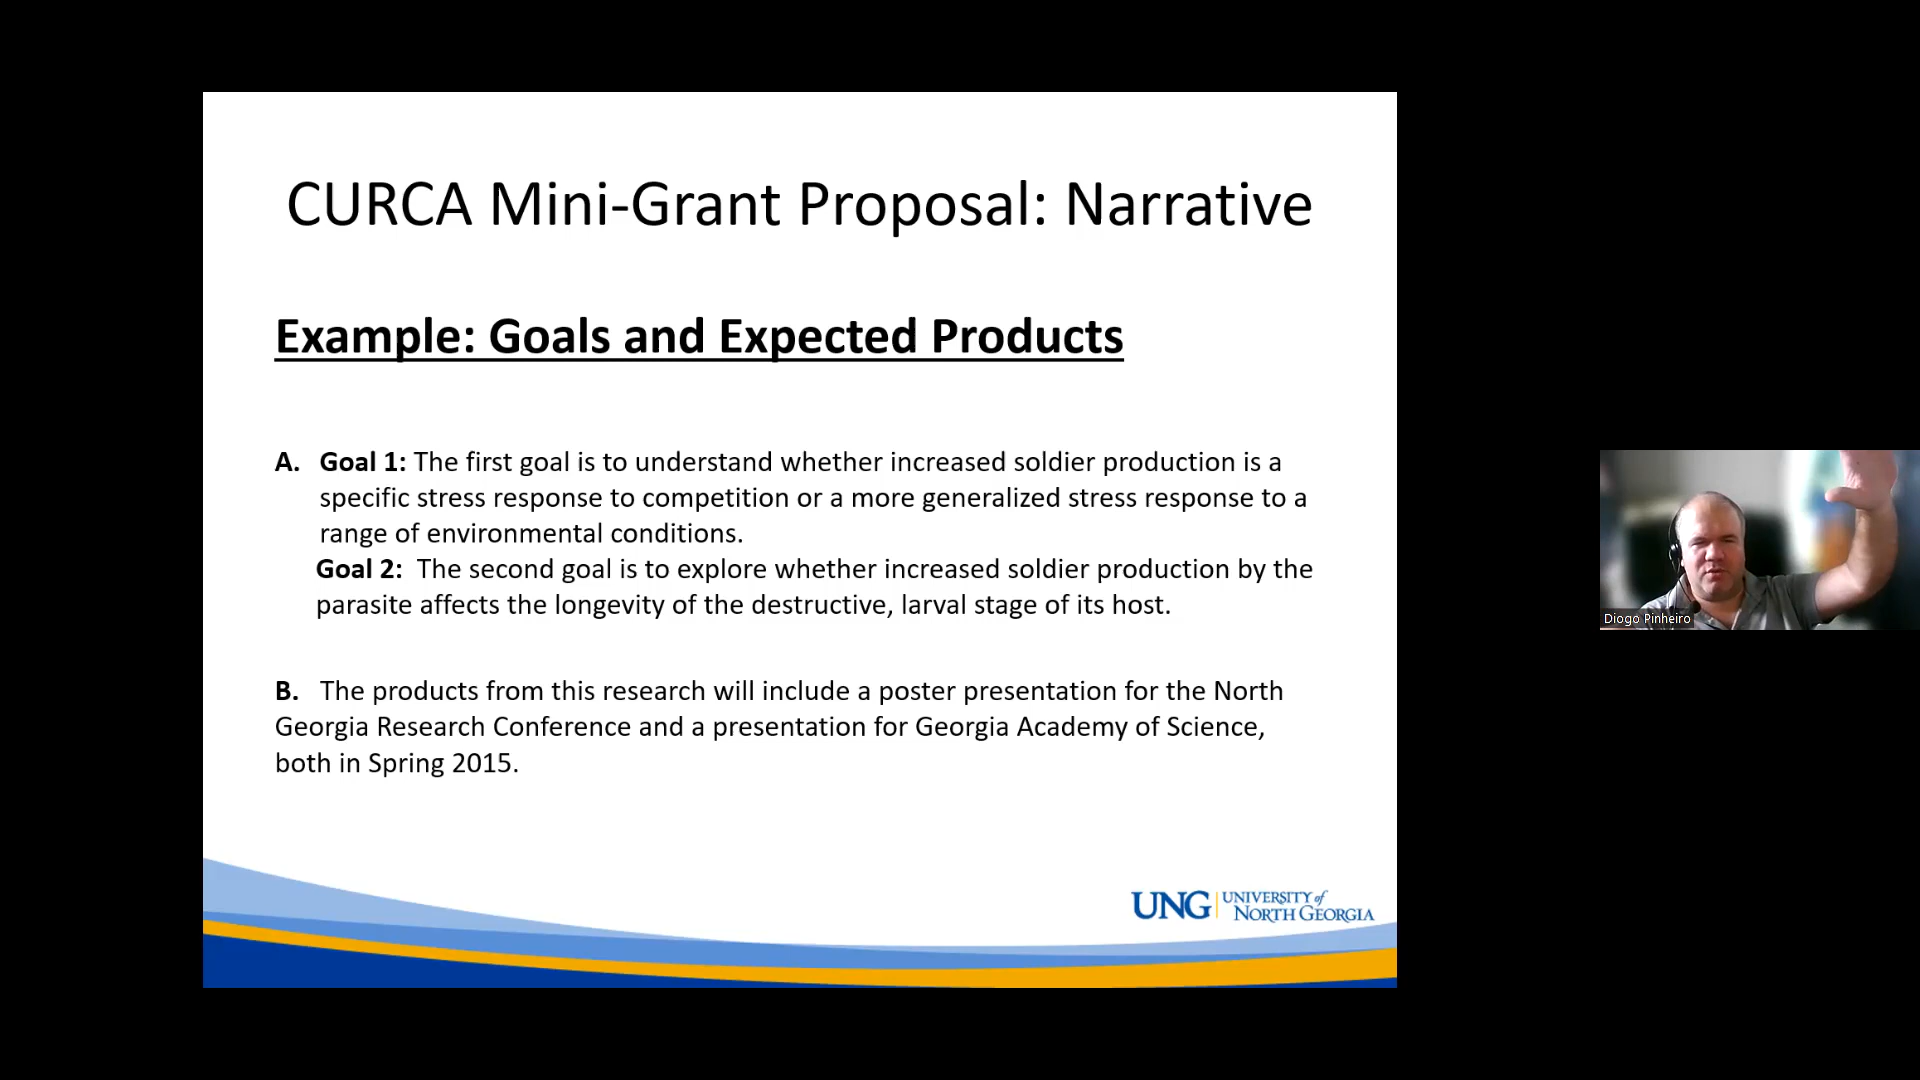 CURCA Mini-Grant Proposal: Narrative
Example: Goals and Expected Products
A. Goal 1: The first goal is to understand whether increased soldier production is a
specific stress response to competition or a more generalized stress response to a
range of environmental conditions.
Goal 2: The second goal is to explore whether increased soldier production by the
parasite affects the longevity of the destructive, larval stage of its host.
B. The products from this research will include a poster presentation for the North
Georgia Research Conference and a presentation for Georgia Academy of Science,
both in Spring 2015.
UNG | UNIVERSITY of
NORTH GEORGIA
Diogo Pinheiro